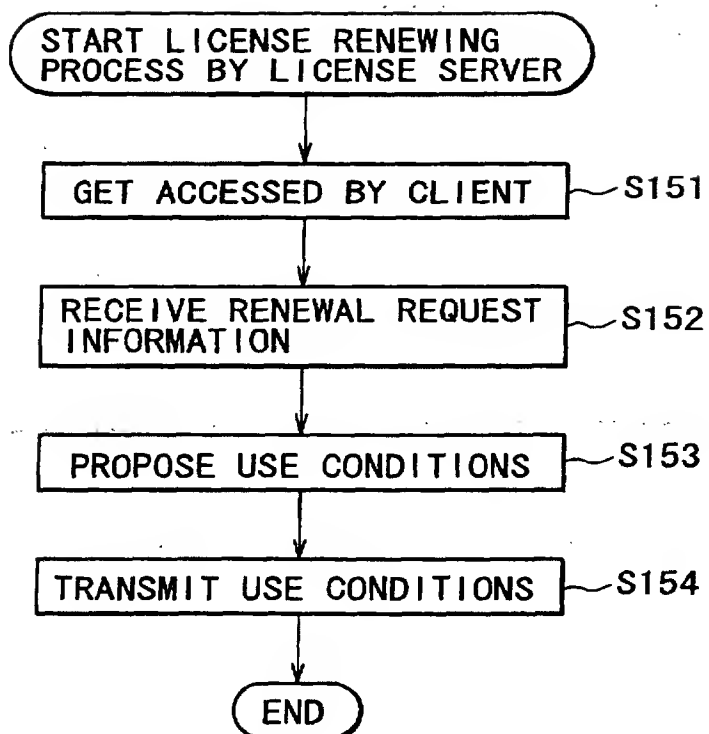 START LICENSE RENEWING
PROCESS BY LICENSE SERVER
GET ACCESSED BY CLIENT
S151
RECEIVE RENEWAL REQUEST
INFORMATION
S152
PROPOSE USE CONDITIONS
S153
TRANSMIT USE CONDITIONS
S154
END